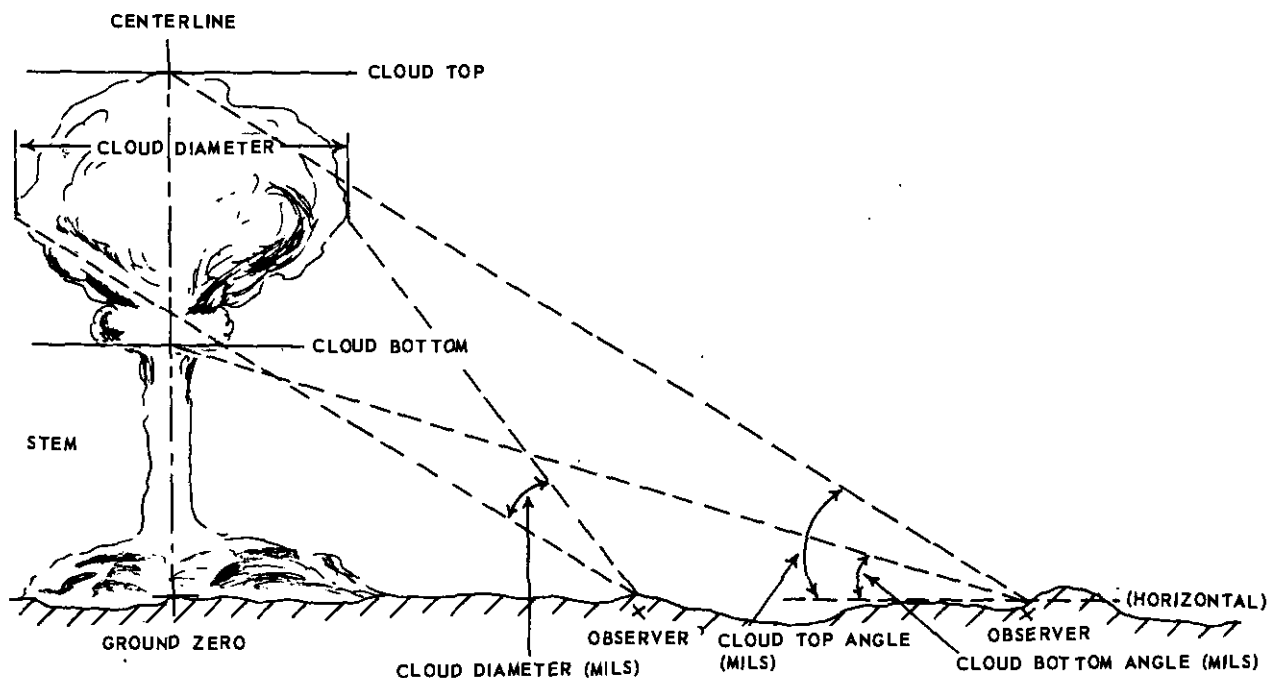 CENTERLINE
CLOUD TOP
CLOUD DIAMETER
CLOUD BOTTOM
STEM
(HORIZONTAL)
GROUND ZERO
OBSERVER
CLOUD TOP ANGLE
(MILS)
OBSERVER
CLOUD DIAMETER (MILS)
CLOUD BOTTOM ANGLE (MILS)